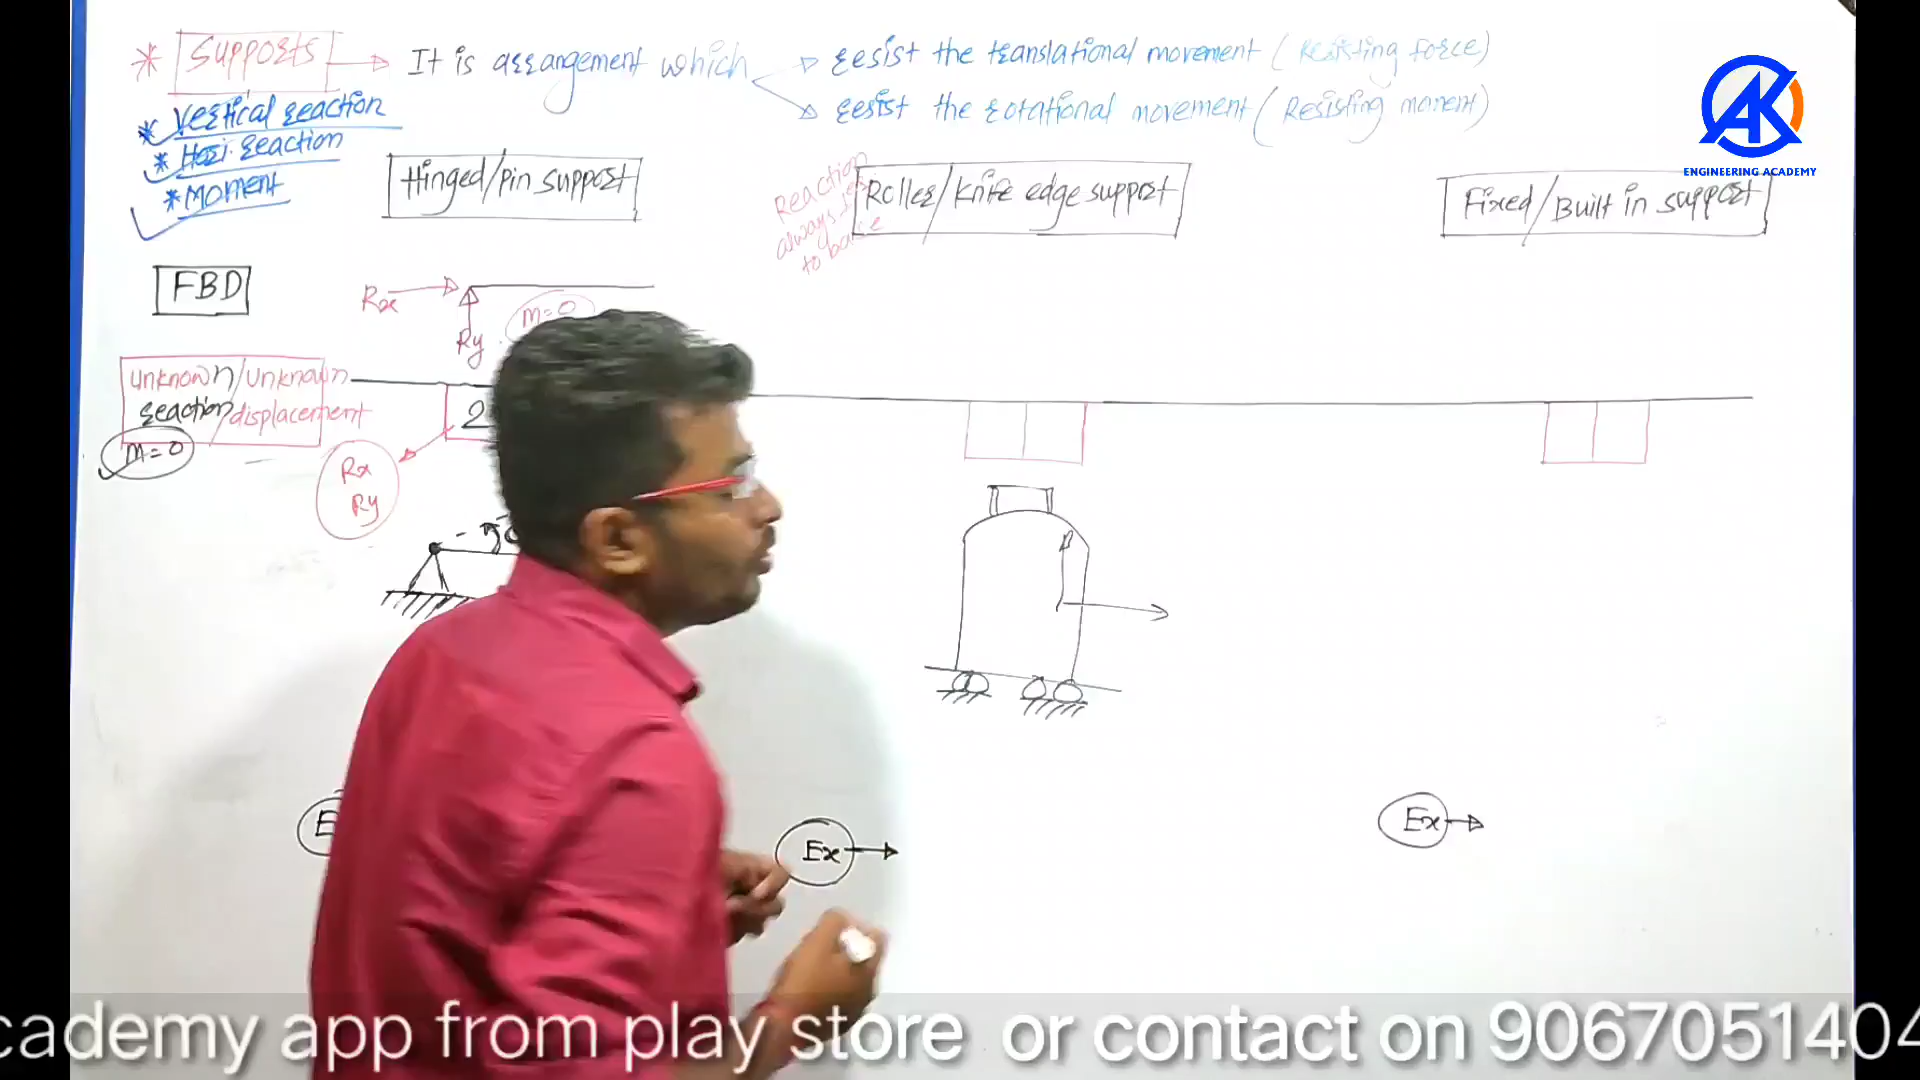 * Supports → It is arrangement which
→ resist the translational movement (Resisting force)
→ resist the rotational movement (Resisting moment)
* Vertical reaction
* Hori. reaction
* Moment
Hinged/pin support
Reaction
always
to base
Roller/Knife edge support
Fixed/Built in support
AK
ENGINEERING ACADEMY
FBD
Rx
Ry
M=0
unknown/unknown
reaction/displacement
M=0
2
Rx
Ry
E
Ex →
Ex →
cademy app from play store or contact on 9067051404